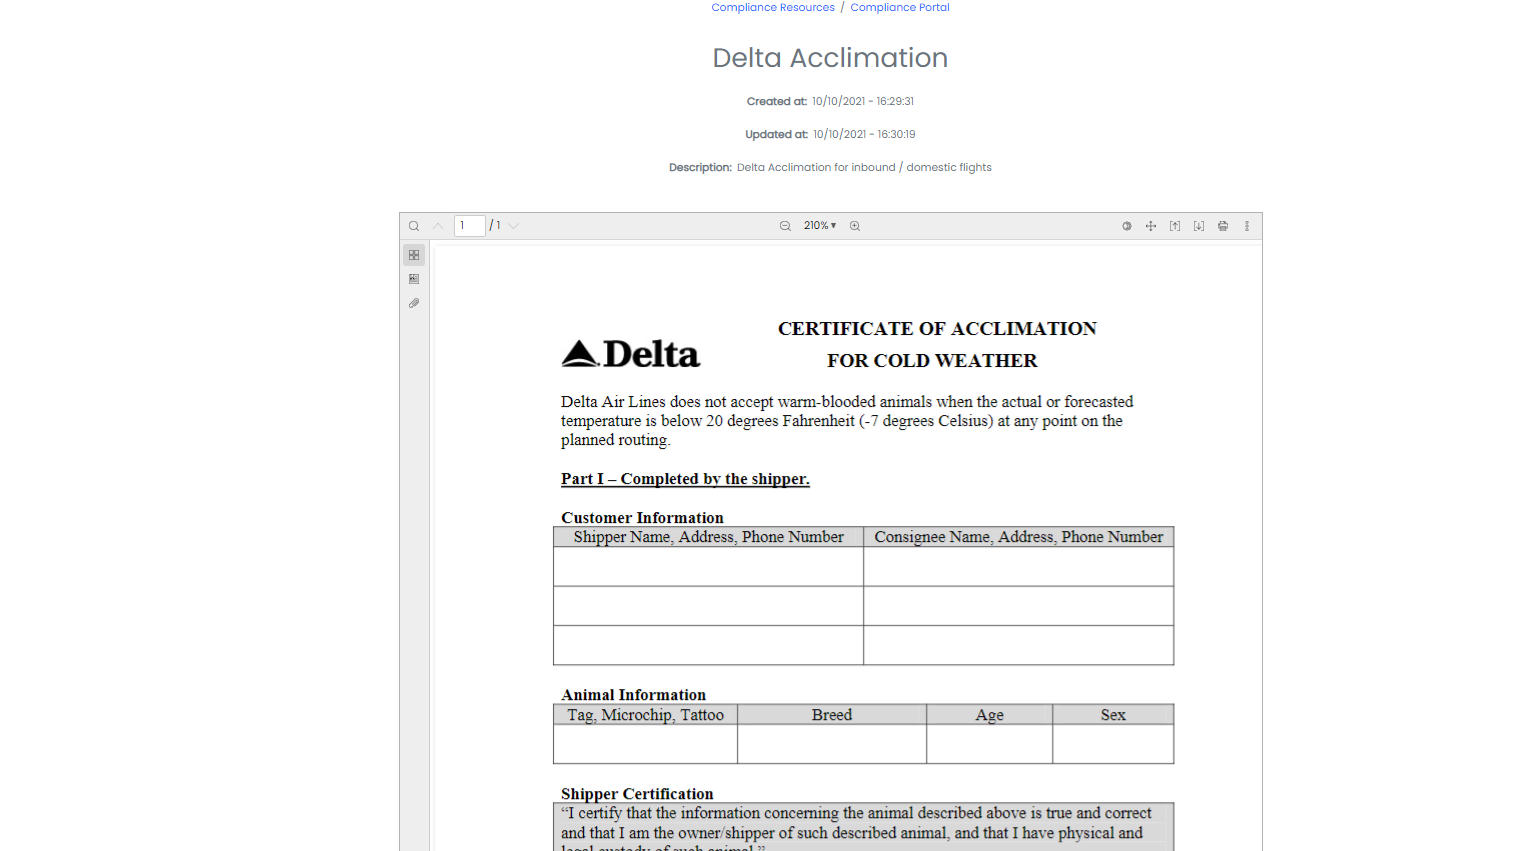 Compliance Resources / Compliance Portal
Delta Acclimation
Created at: 10/10/2021 - 16:29:31
Updated at: 10/10/2021 - 16:30:19
Description: Delta Acclimation for inbound / domestic flights
1 / 1 210%
CERTIFICATE OF ACCLIMATION
Delta
FOR COLD WEATHER
Delta Air Lines does not accept warm-blooded animals when the actual or forecasted
temperature is below 20 degrees Fahrenheit (-7 degrees Celsius) at any point on the
planned routing.
Part I – Completed by the shipper.
Customer Information
Shipper Name, Address, Phone Number Consignee Name, Address, Phone Number
Animal Information
Tag, Microchip, Tattoo Breed Age Sex
Shipper Certification
“I certify that the information concerning the animal described above is true and correct
and that I am the owner/shipper of such described animal, and that I have physical and
legal custody of such animal.”